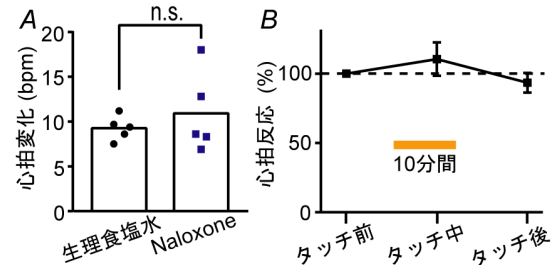 A
n.s.
心拍変化 (bpm)
20
15
10
5
0
生理食塩水
Naloxone
B
心拍反応 (%)
100
50
0
10分間
タッチ前
タッチ中
タッチ後